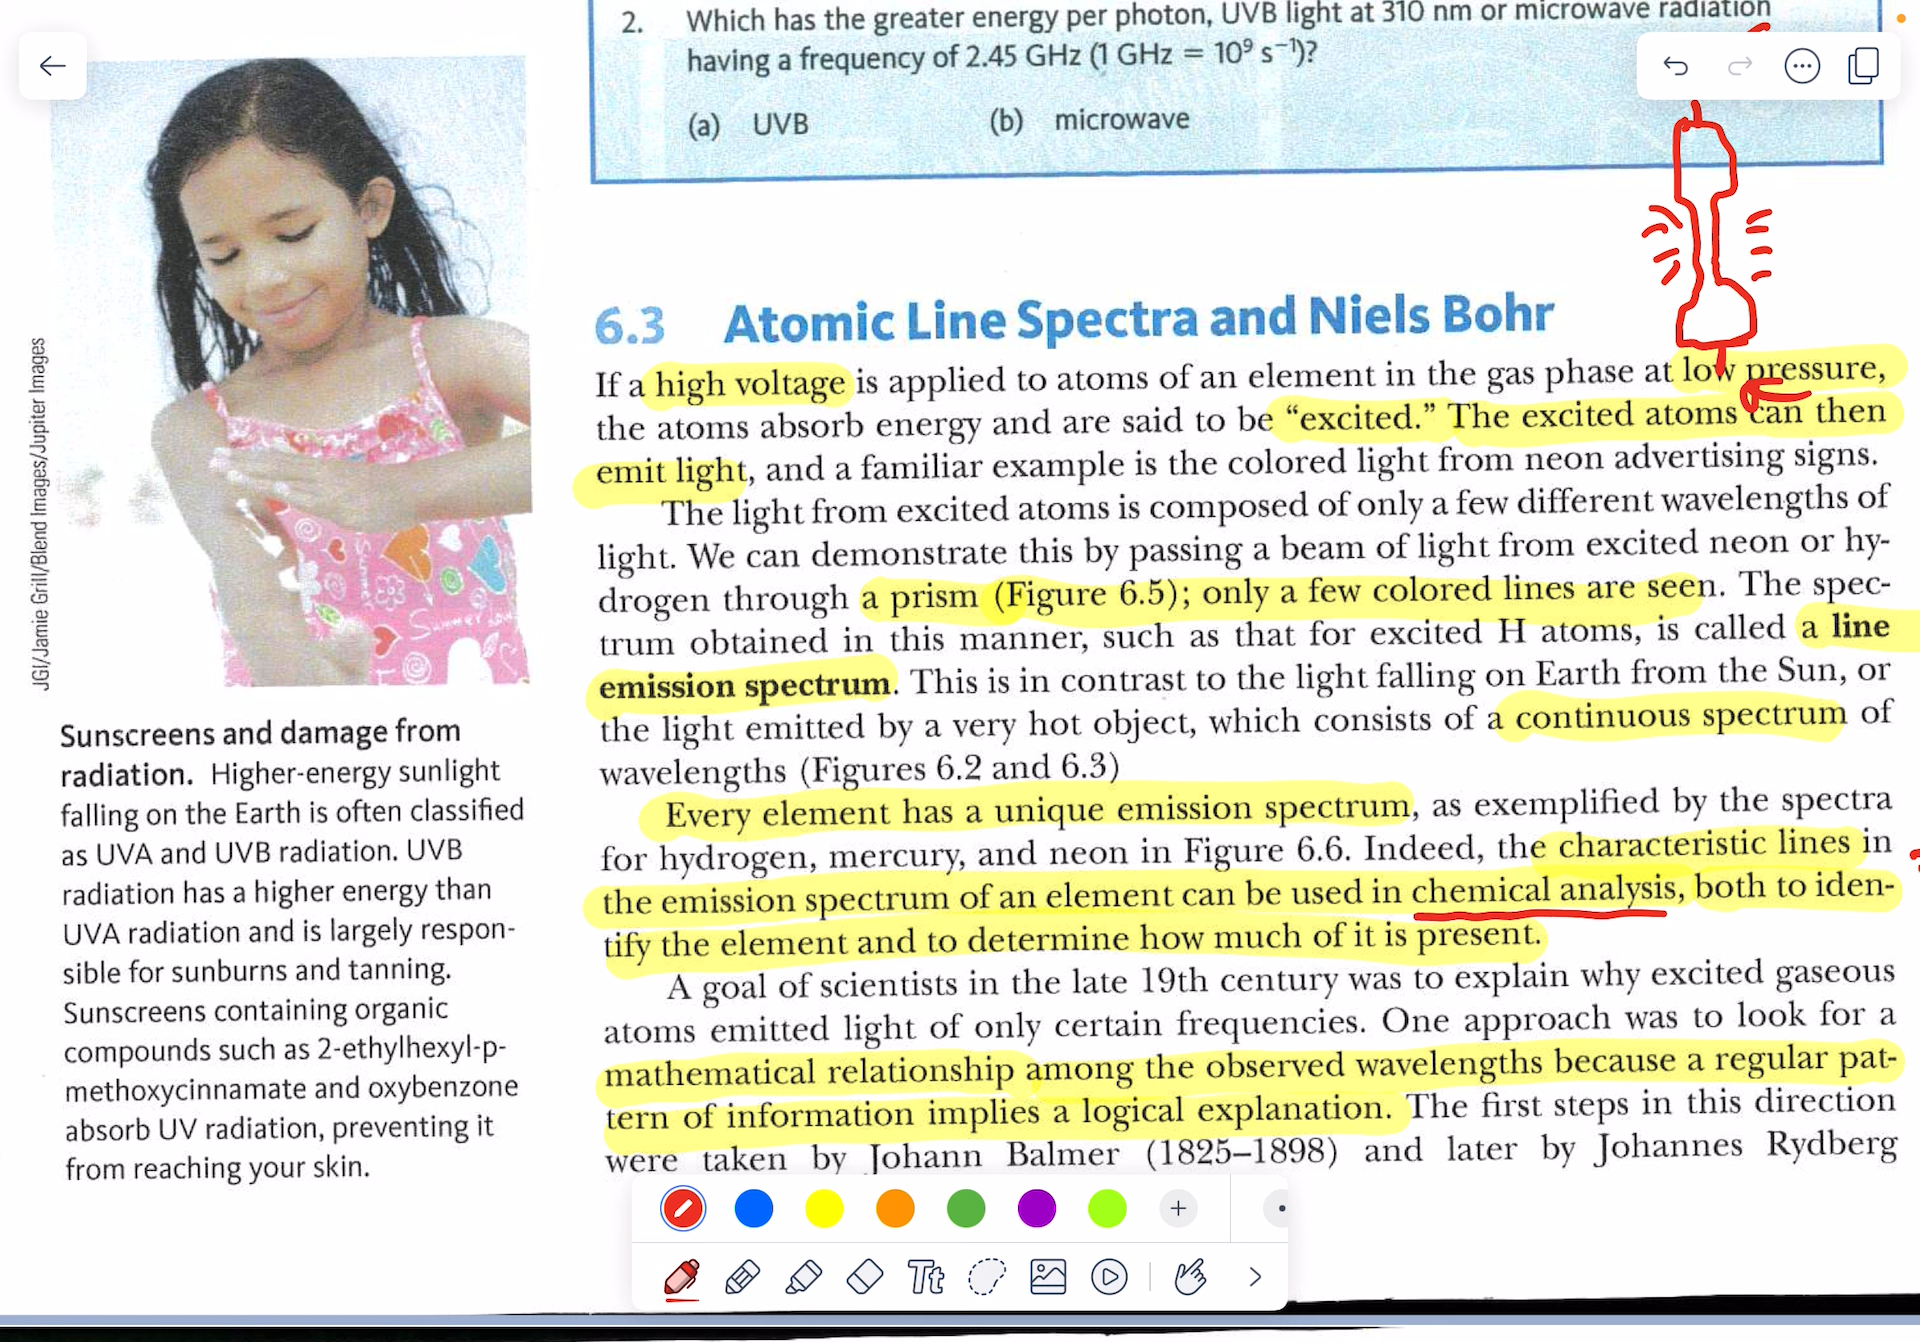 2. Which has the greater energy per photon, UVB light at 310 nm or microwave radiation
having a frequency of 2.45 GHz (1 GHz = 10⁹ s⁻¹)?
(a) UVB (b) microwave
JGI/Jamie Grill/Blend Images/Jupiter Images
Sunscreens and damage from
radiation. Higher-energy sunlight
falling on the Earth is often classified
as UVA and UVB radiation. UVB
radiation has a higher energy than
UVA radiation and is largely respon-
sible for sunburns and tanning.
Sunscreens containing organic
compounds such as 2-ethylhexyl-p-
methoxycinnamate and oxybenzone
absorb UV radiation, preventing it
from reaching your skin.
6.3 Atomic Line Spectra and Niels Bohr
If a high voltage is applied to atoms of an element in the gas phase at low pressure,
the atoms absorb energy and are said to be “excited.” The excited atoms can then
emit light, and a familiar example is the colored light from neon advertising signs.
The light from excited atoms is composed of only a few different wavelengths of
light. We can demonstrate this by passing a beam of light from excited neon or hy-
drogen through a prism (Figure 6.5); only a few colored lines are seen. The spec-
trum obtained in this manner, such as that for excited H atoms, is called a line
emission spectrum. This is in contrast to the light falling on Earth from the Sun, or
the light emitted by a very hot object, which consists of a continuous spectrum of
wavelengths (Figures 6.2 and 6.3)
Every element has a unique emission spectrum, as exemplified by the spectra
for hydrogen, mercury, and neon in Figure 6.6. Indeed, the characteristic lines in
the emission spectrum of an element can be used in chemical analysis, both to iden-
tify the element and to determine how much of it is present.
A goal of scientists in the late 19th century was to explain why excited gaseous
atoms emitted light of only certain frequencies. One approach was to look for a
mathematical relationship among the observed wavelengths because a regular pat-
tern of information implies a logical explanation. The first steps in this direction
were taken by Johann Balmer (1825–1898) and later by Johannes Rydberg
Tt